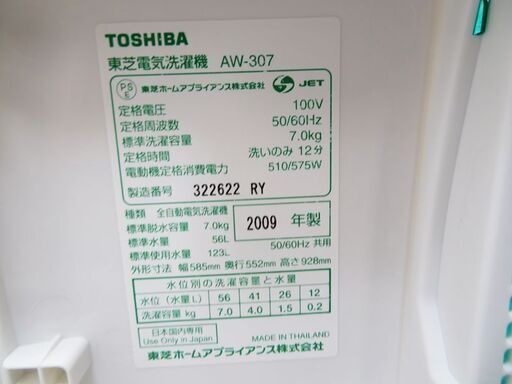 TOSHIBA
東芝電気洗濯機 AW-307
PS
E
東芝ホームアプライアンス株式会社 JET
定格電圧 100V
定格周波数 50/60Hz
標準洗濯容量 7.0kg
定格時間 洗いのみ 12分
電動機定格消費電力 510/575W
製造番号 322622 RY
種類 全自動電気洗濯機
標準脱水容量 7.0kg
2009 年製
標準水量 56L
標準使用水量 123L
50/60Hz 共用
外形寸法 幅585mm 奥行552mm 高さ928mm
水位別の洗濯容量と水量
水位 (水量L) 56 41 26 12
洗濯容量 kg 7.0 4.0 1.5 0.2
日本国内専用
Use Only in Japan
MADE IN THAILAND
東芝ホームアプライアンス株式会社